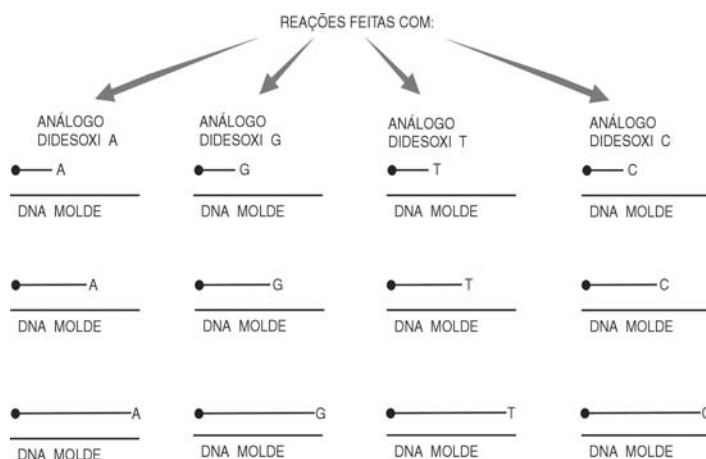 REAÇÕES FEITAS COM:
ANÁLOGO
DIDESOXI A
ANÁLOGO
DIDESOXI G
ANÁLOGO
DIDESOXI T
ANÁLOGO
DIDESOXI C
A
G
T
C
DNA MOLDE
DNA MOLDE
DNA MOLDE
DNA MOLDE
A
G
T
C
DNA MOLDE
DNA MOLDE
DNA MOLDE
DNA MOLDE
A
G
T
C
DNA MOLDE
DNA MOLDE
DNA MOLDE
DNA MOLDE